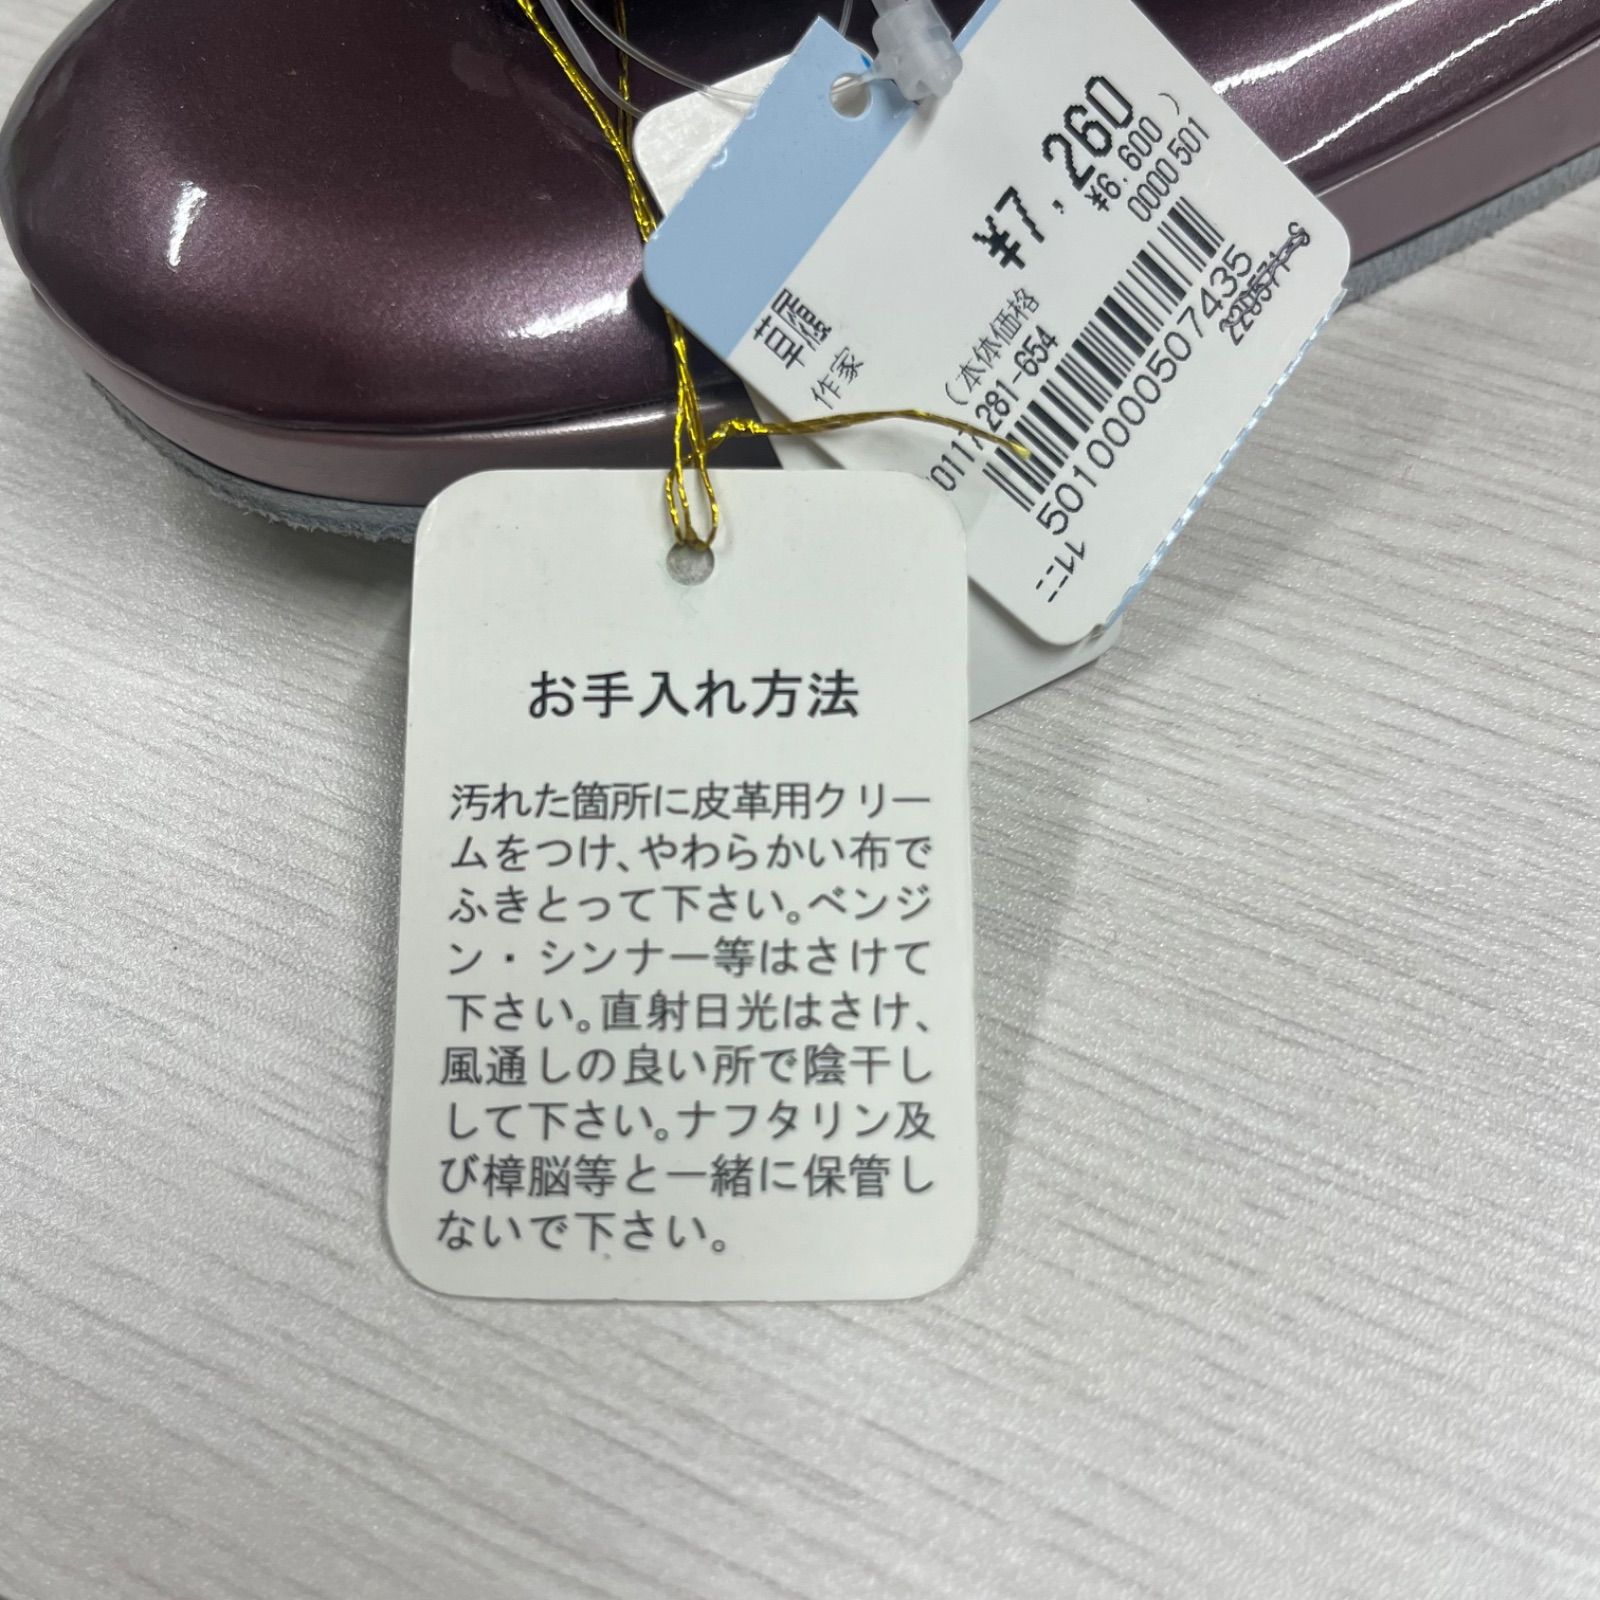 ¥7,260
¥6,600)
0000501
草履
作家
(本体価格
0117 281-654
5010000507435
お手入れ方法
汚れた箇所に皮革用クリー
ムをつけ、やわらかい布で
ふきとって下さい。ベンジ
ン・シンナー等はさけて
下さい。直射日光はさけ、
風通しの良い所で陰干し
して下さい。ナフタリン及
び樟脳等と一緒に保管し
ないで下さい。